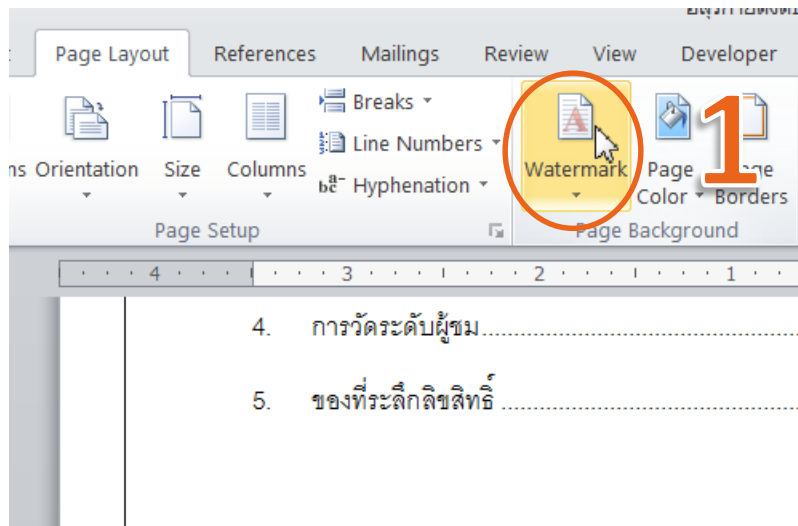 Page Layout References Mailings Review View Developer
Breaks
Line Numbers
Hyphenation
Orientation Size Columns Watermark Page
Color Borders
1
Page Setup Page Background
4 3 2 1
4. การวัดระดับผู้ชม
5. ของที่ระลึกลิขสิทธิ์